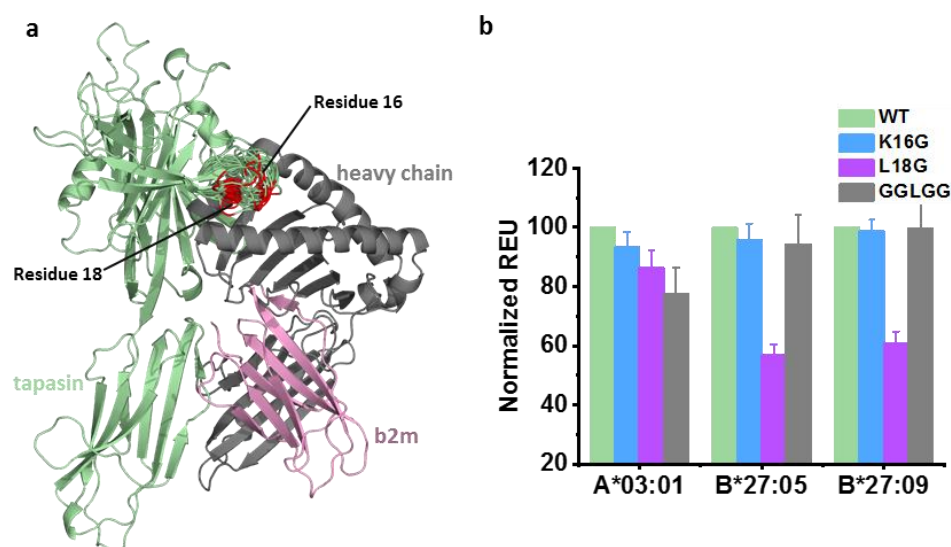 a
Residue 16
heavy chain
Residue 18
tapasin
b2m
b
WT
K16G
L18G
GGLGG
Normalized REU
120
100
80
60
40
20
A*03:01 B*27:05 B*27:09